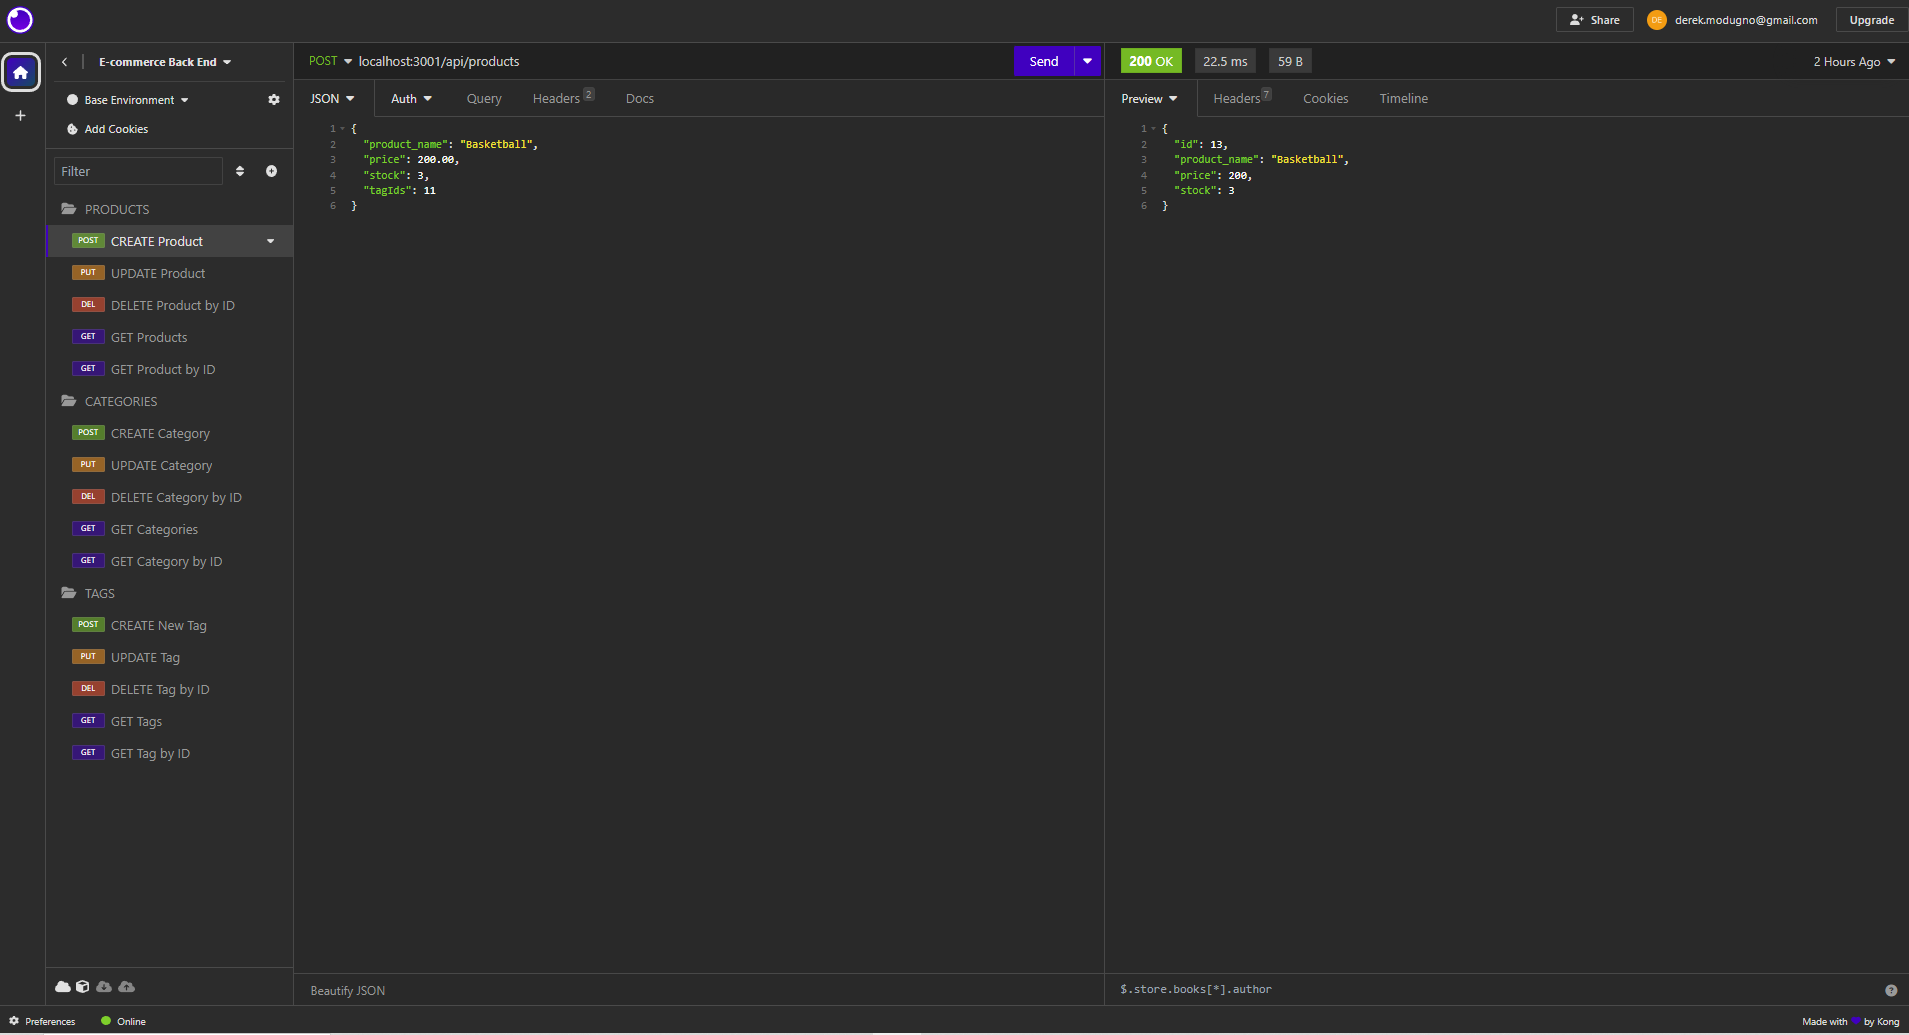 Share
DE
derek.modugno@gmail.com
Upgrade
E-commerce Back End
Base Environment
Add Cookies
Filter
PRODUCTS
POST CREATE Product
PUT UPDATE Product
DEL DELETE Product by ID
GET GET Products
GET GET Product by ID
CATEGORIES
POST CREATE Category
PUT UPDATE Category
DEL DELETE Category by ID
GET GET Categories
GET GET Category by ID
TAGS
POST CREATE New Tag
PUT UPDATE Tag
DEL DELETE Tag by ID
GET GET Tags
GET GET Tag by ID
POST localhost:3001/api/products Send
JSON Auth Query Headers 2 Docs
1 {
2 "product_name": "Basketball",
3 "price": 200.00,
4 "stock": 3,
5 "tagIds": 11
6 }
Beautify JSON
200 OK 22.5 ms 59 B 2 Hours Ago
Preview Headers 7 Cookies Timeline
1 {
2 "id": 13,
3 "product_name": "Basketball",
4 "price": 200,
5 "stock": 3
6 }
$.store.books[*].author
Preferences Online
Made with by Kong